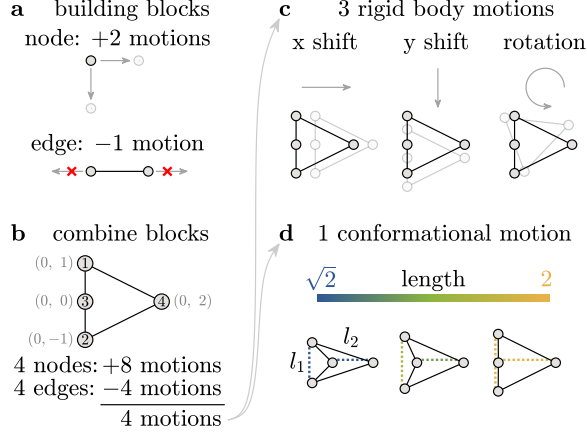 a building blocks
node: +2 motions
edge: −1 motion
b combine blocks
(0, 1) 1
(0, 0) 3 4 (0, 2)
(0,−1) 2
4 nodes: +8 motions
4 edges: −4 motions
4 motions
c 3 rigid body motions
x shift y shift rotation
d 1 conformational motion
√2 length 2
l₁ l₂